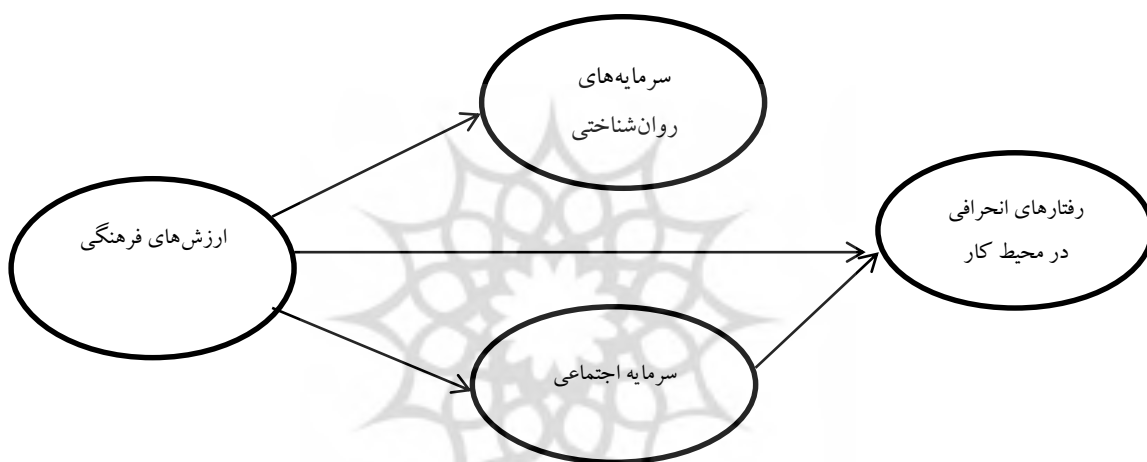 سرمایه‌های
روان‌شناختی
رفتارهای انحرافی
در محیط کار
ارزش‌های فرهنگی
سرمایه اجتماعی